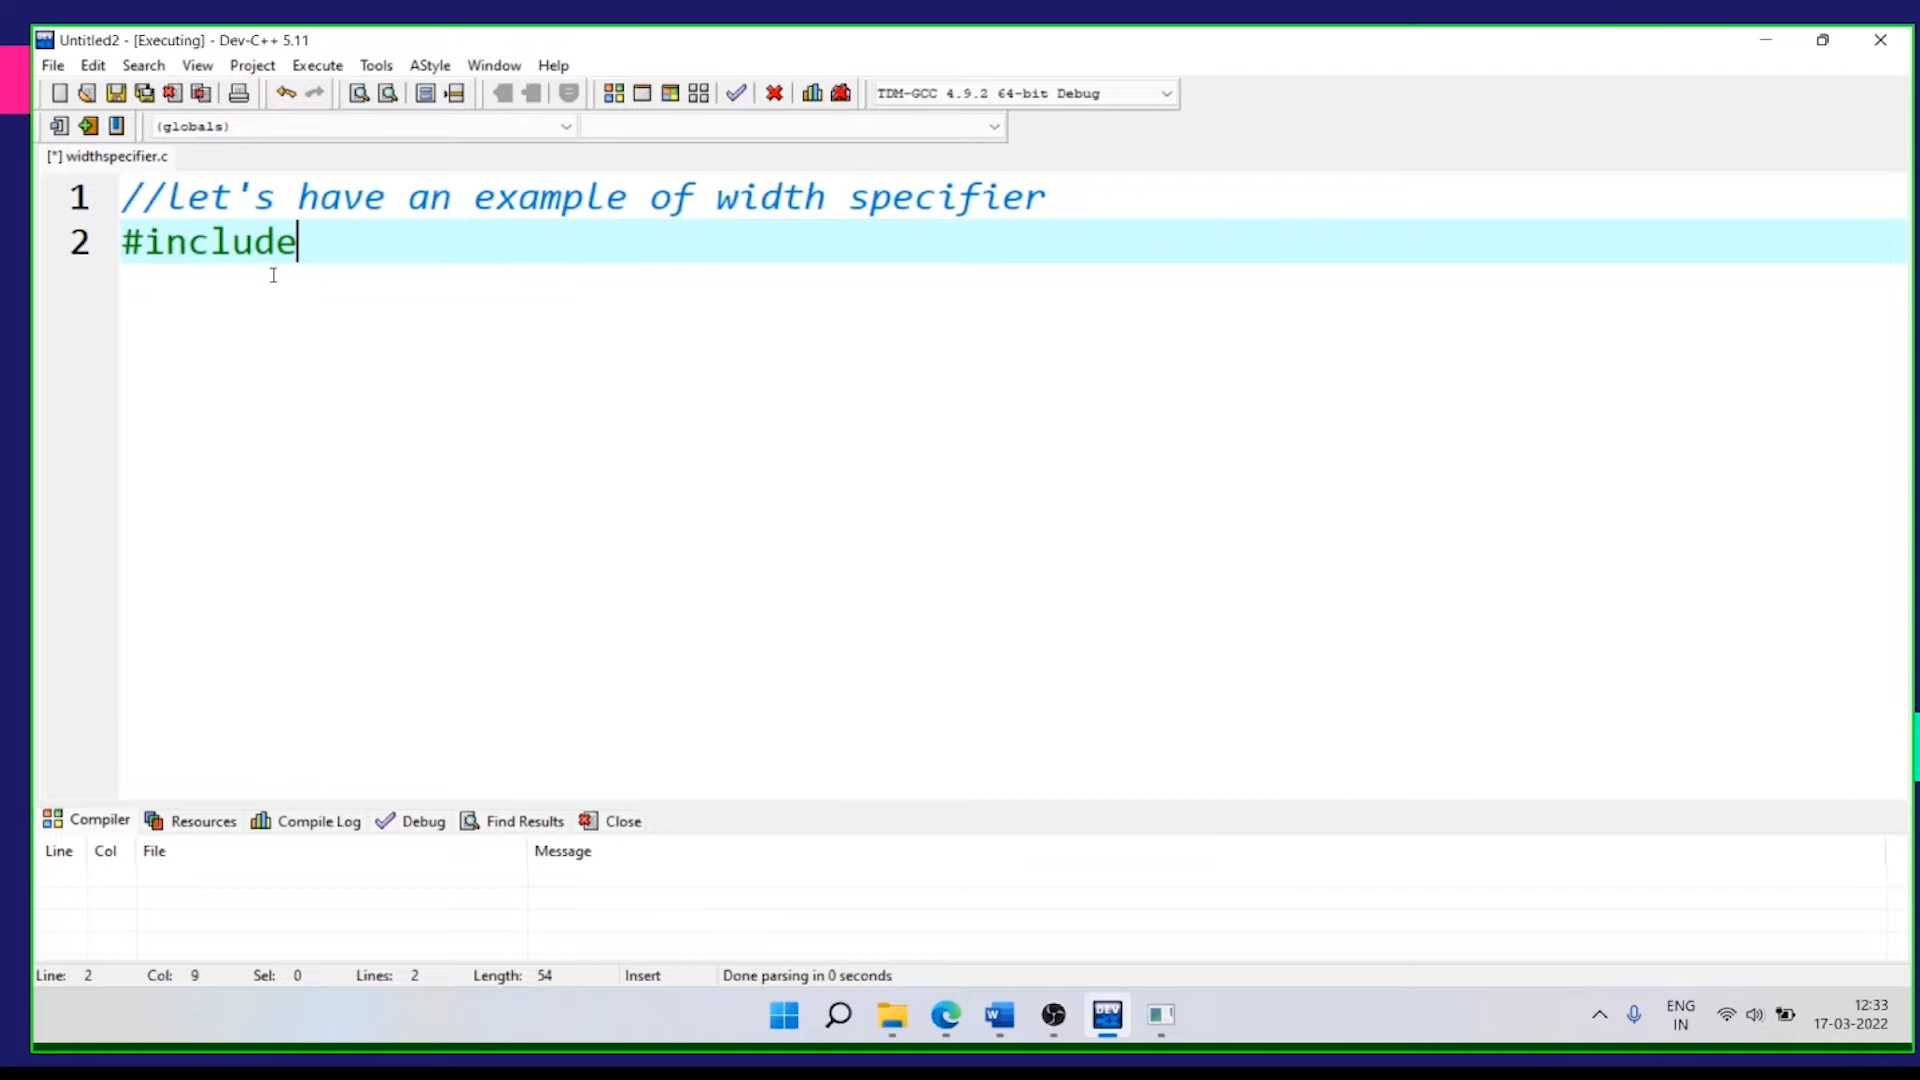 Untitled2 - [Executing] - Dev-C++ 5.11
File Edit Search View Project Execute Tools AStyle Window Help
TDM-GCC 4.9.2 64-bit Debug
(globals)
[*] widthspecifier.c
1 //let's have an example of width specifier
2 #include
Compiler Resources Compile Log Debug Find Results Close
Line Col File Message
Line: 2 Col: 9 Sel: 0 Lines: 2 Length: 54 Insert Done parsing in 0 seconds
DEV
W
ENG
IN
12:33
17-03-2022